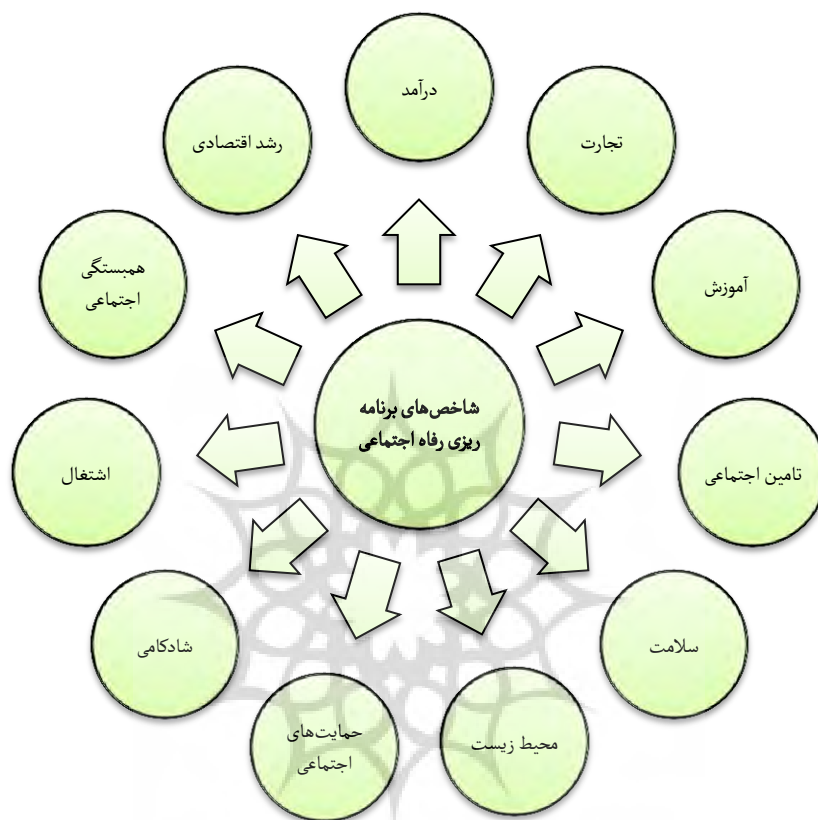 درآمد
تجارت
آموزش
تامین اجتماعی
سلامت
محیط زیست
حمایت‌های
اجتماعی
شادکامی
اشتغال
همبستگی
اجتماعی
رشد اقتصادی
شاخص‌های برنامه
ریزی رفاه اجتماعی